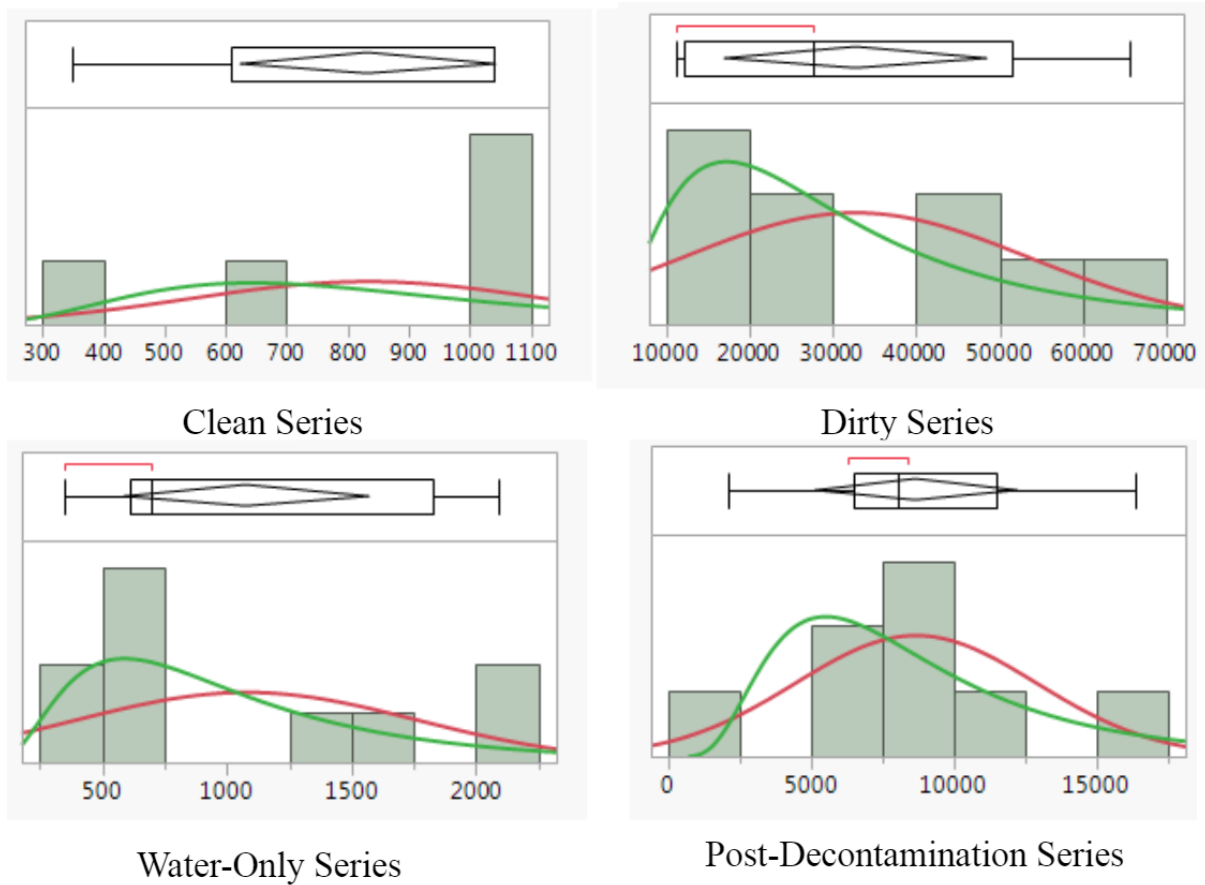 300 400 500 600 700 800 900 1000 1100
10000 20000 30000 40000 50000 60000 70000
Clean Series
Dirty Series
500 1000 1500 2000
0 5000 10000 15000
Water-Only Series
Post-Decontamination Series